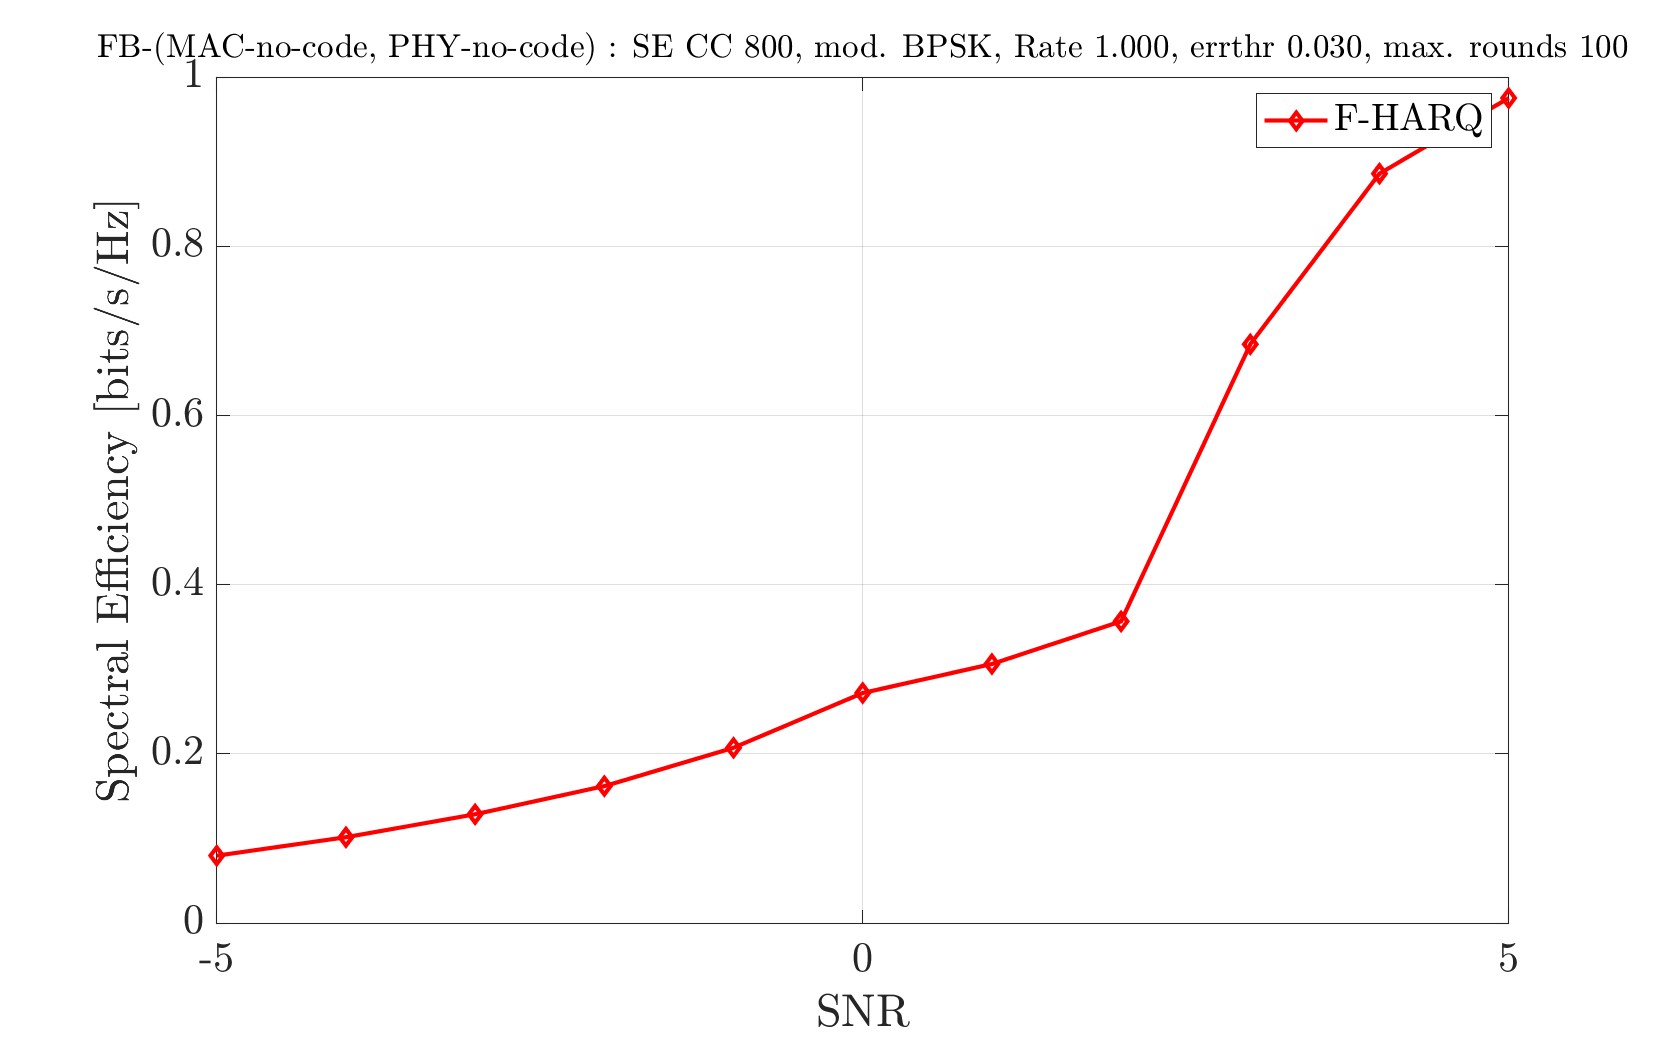 FB-(MAC-no-code, PHY-no-code) : SE CC 800, mod. BPSK, Rate 1.000, errthr 0.030, max. rounds 100
F-HARQ
Spectral Efficiency [bits/s/Hz]
1
0.8
0.6
0.4
0.2
0
-5
0
5
SNR